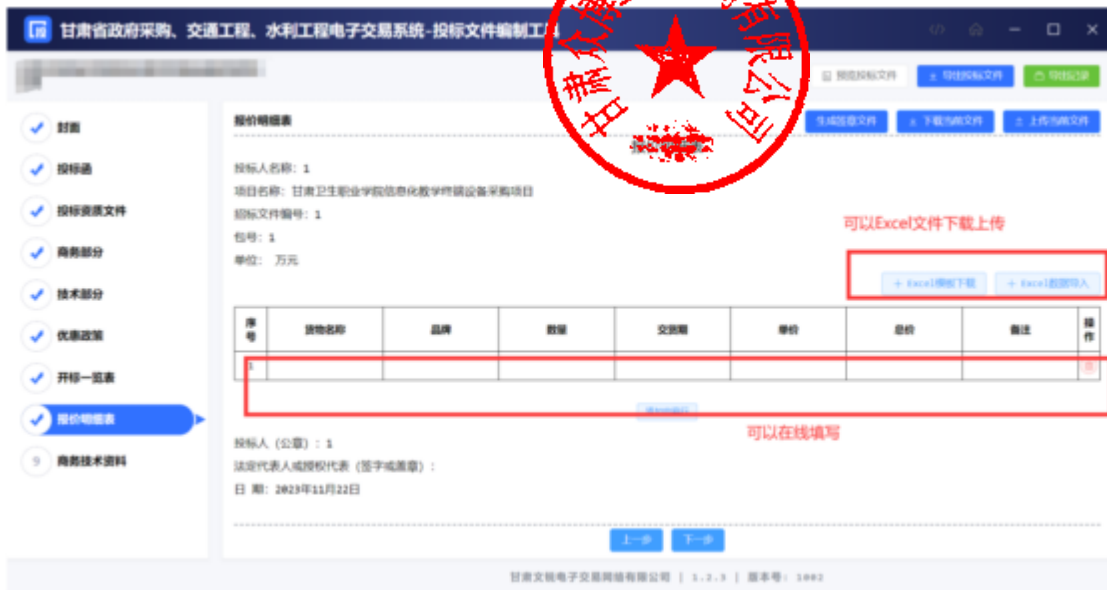 甘肃省政府采购、交通工程、水利工程电子交易系统-投标文件编制工具
预览投标文件 导出投标文件 导出记录
封面
投标函
投标资质文件
商务部分
技术部分
优惠政策
开标一览表
报价明细表
9 商务技术资料
报价明细表
生成签章文件 下载当前文件 上传当前文件
投标人名称: 1
项目名称: 甘肃卫生职业学院信息化教学终端设备采购项目
招标文件编号: 1
包号: 1
单位: 万元
可以Excel文件下载上传
+ Excel模板下载 + Excel数据导入
序号 货物名称 品牌 数量 交货期 单价 总价 备注 操作
1
可以在线填写
投标人 (公章) : 1
法定代表人或授权代表 (签字或盖章) :
日 期: 2023年11月22日
上一步 下一步
甘肃文锐电子交易网络有限公司 | 1.2.3 | 版本号: 1002
甘肃众
有限公司